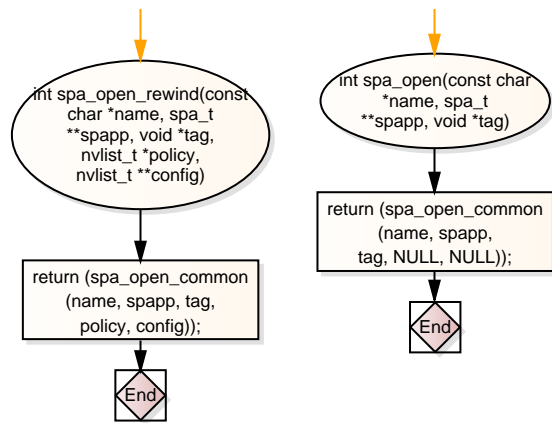 int spa_open_rewind(const
char *name, spa_t
**spapp, void *tag,
nvlist_t *policy,
nvlist_t **config)
return (spa_open_common
(name, spapp, tag,
policy, config));
End
int spa_open(const char
*name, spa_t
**spapp, void *tag)
return (spa_open_common
(name, spapp,
tag, NULL, NULL));
End